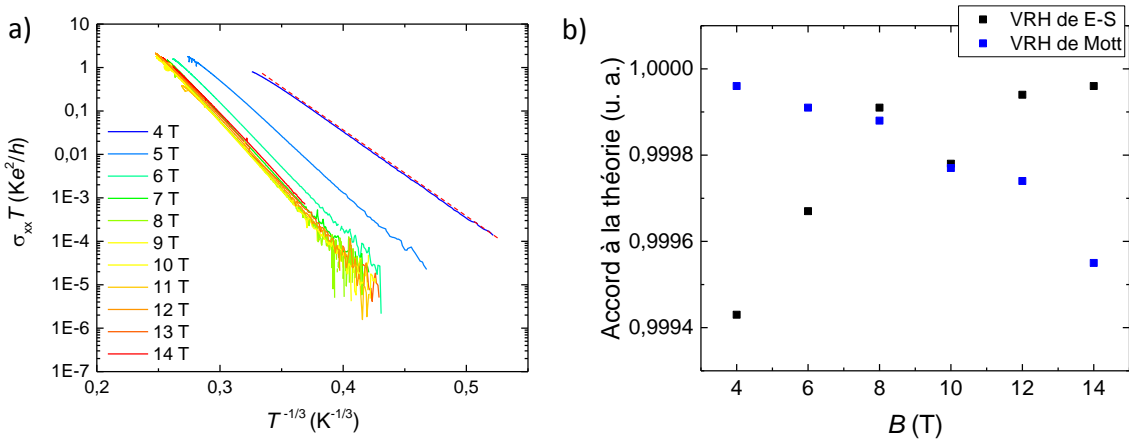 a)
σxx T (Ke²/h)
10
1
0,1
0,01
1E-3
1E-4
1E-5
1E-6
1E-7
4 T
5 T
6 T
7 T
8 T
9 T
10 T
11 T
12 T
13 T
14 T
0,2 0,3 0,4 0,5
T⁻¹/³ (K⁻¹/³)
b)
VRH de E-S
VRH de Mott
Accord à la théorie (u. a.)
1,0000
0,9998
0,9996
0,9994
4 6 8 10 12 14
B (T)